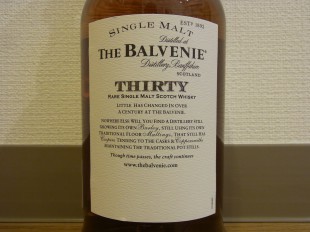 SINGLE MALT
ESTD 1892
Distilled at
THE BALVENIE
Distillery, Banffshire
SCOTLAND
THIRTY
RARE SINGLE MALT SCOTCH WHISKY
LITTLE HAS CHANGED IN OVER
A CENTURY AT THE BALVENIE.
NOWHERE ELSE WILL YOU FIND A DISTILLERY STILL
GROWING ITS OWN Barley, STILL USING ITS OWN
TRADITIONAL FLOOR Maltings, THAT STILL HAS
Coopers TENDING TO THE CASKS & Coppersmiths,
MAINTAINING THE TRADITIONAL POT STILLS.
Though time passes, the craft continues
www.thebalvenie.com